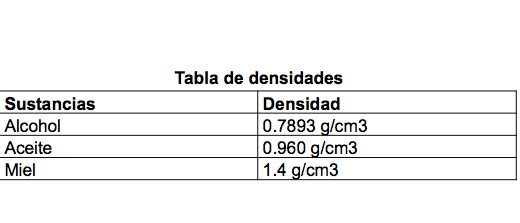 Tabla de densidades
Sustancias Densidad
Alcohol 0.7893 g/cm3
Aceite 0.960 g/cm3
Miel 1.4 g/cm3